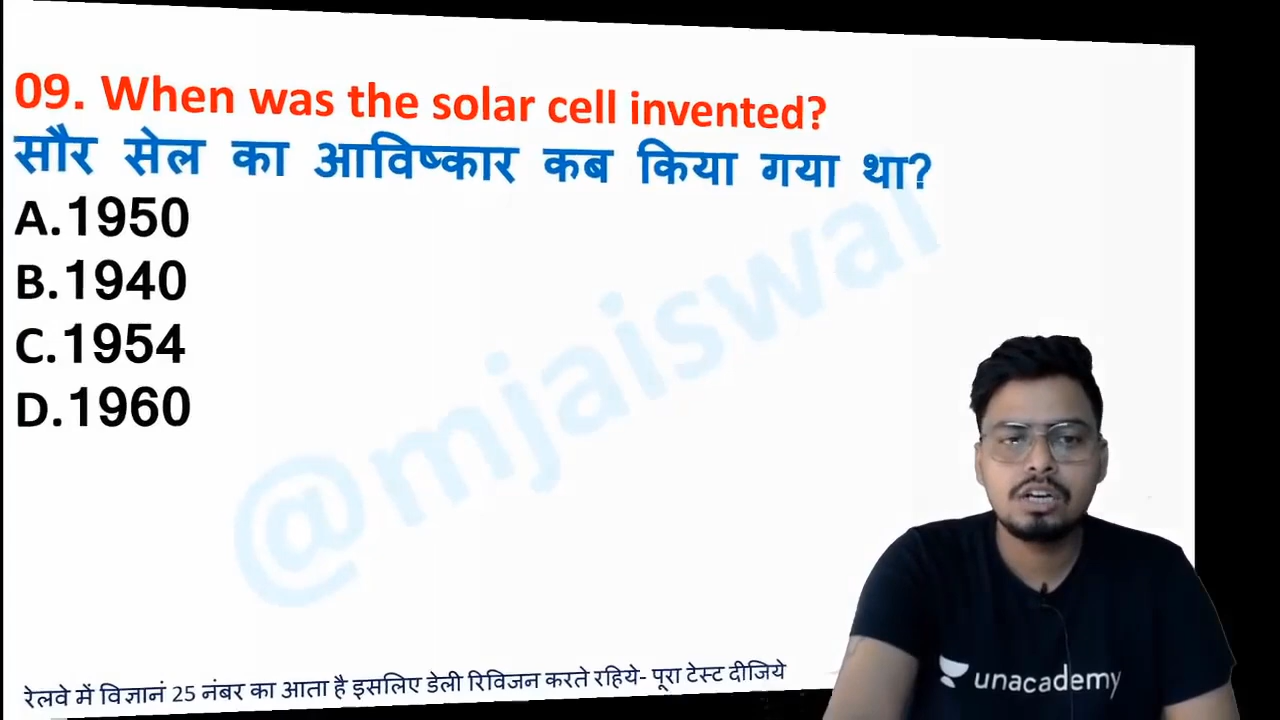 09. When was the solar cell invented?
सौर सेल का आविष्कार कब किया गया था?
A.1950
B.1940
C.1954
D.1960
@mjaiswal
unacademy
रेलवे में विज्ञानं 25 नंबर का आता है इसलिए डेली रिविजन करते रहिये- पूरा टेस्ट दीजिये